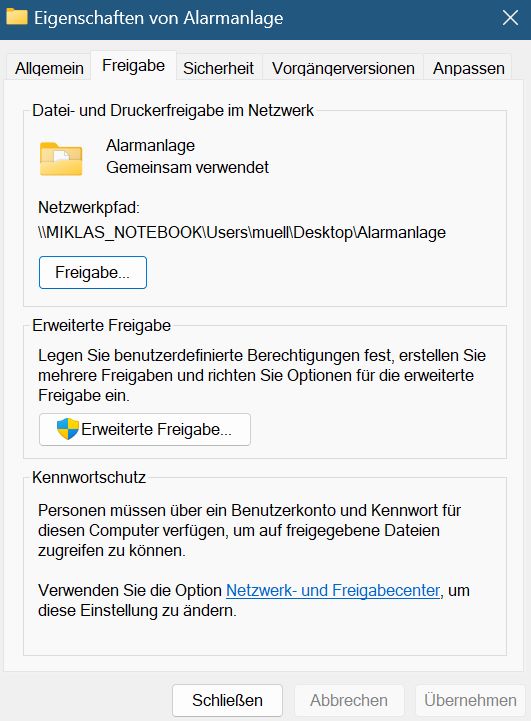 Eigenschaften von Alarmanlage
Allgemein Freigabe Sicherheit Vorgängerversionen Anpassen
Datei- und Druckerfreigabe im Netzwerk
Alarmanlage
Gemeinsam verwendet
Netzwerkpfad:
\\MIKLAS_NOTEBOOK\Users\muell\Desktop\Alarmanlage
Freigabe...
Erweiterte Freigabe
Legen Sie benutzerdefinierte Berechtigungen fest, erstellen Sie
mehrere Freigaben und richten Sie Optionen für die erweiterte
Freigabe ein.
Erweiterte Freigabe...
Kennwortschutz
Personen müssen über ein Benutzerkonto und Kennwort für
diesen Computer verfügen, um auf freigegebene Dateien
zugreifen zu können.
Verwenden Sie die Option Netzwerk- und Freigabecenter, um
diese Einstellung zu ändern.
Schließen Abbrechen Übernehmen